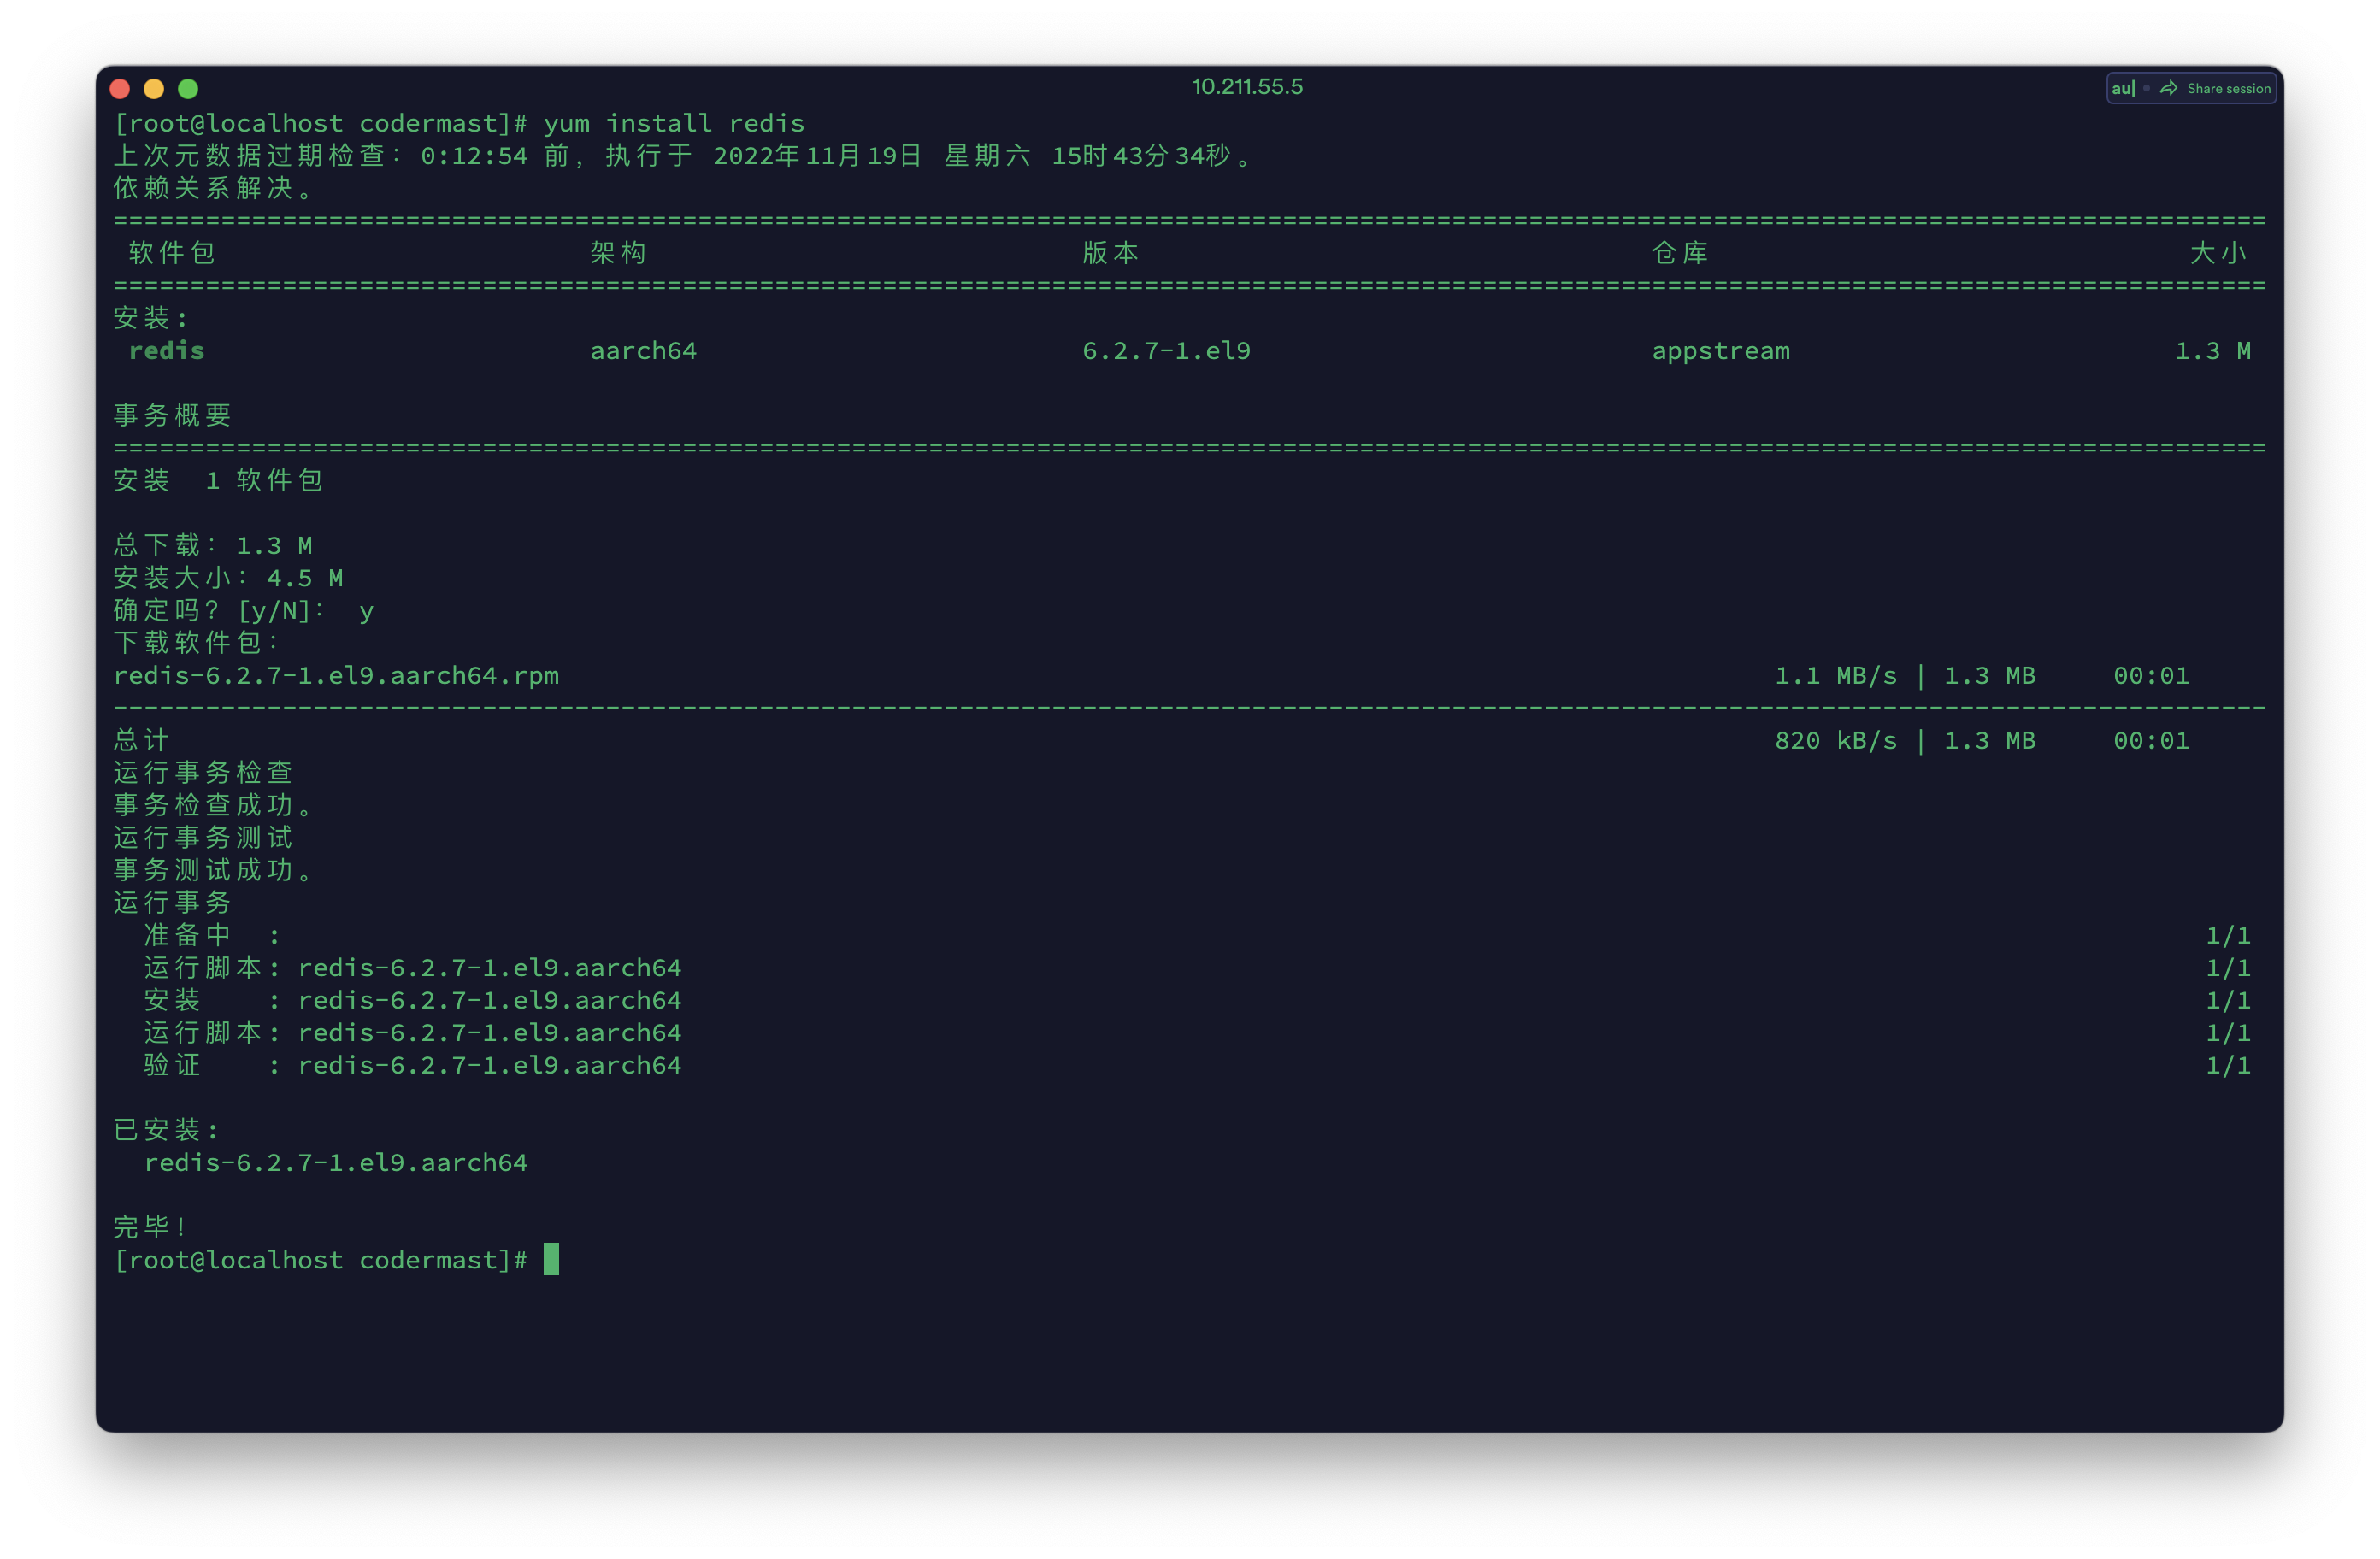 10.211.55.5
au| Share session
[root@localhost codermast]# yum install redis
上次元数据过期检查：0:12:54 前，执行于 2022年11月19日 星期六 15时43分34秒。
依赖关系解决。
============================================================================================================================================
软件包 架构 版本 仓库 大小
============================================================================================================================================
安装:
redis aarch64 6.2.7-1.el9 appstream 1.3 M
事务概要
============================================================================================================================================
安装  1 软件包
总下载：1.3 M
安装大小：4.5 M
确定吗？[y/N]： y
下载软件包：
redis-6.2.7-1.el9.aarch64.rpm 1.1 MB/s | 1.3 MB 00:01
--------------------------------------------------------------------------------------------------------------------------------------------
总计 820 kB/s | 1.3 MB 00:01
运行事务检查
事务检查成功。
运行事务测试
事务测试成功。
运行事务
准备中  : 1/1
运行脚本: redis-6.2.7-1.el9.aarch64 1/1
安装    : redis-6.2.7-1.el9.aarch64 1/1
运行脚本: redis-6.2.7-1.el9.aarch64 1/1
验证    : redis-6.2.7-1.el9.aarch64 1/1
已安装:
redis-6.2.7-1.el9.aarch64
完毕！
[root@localhost codermast]#